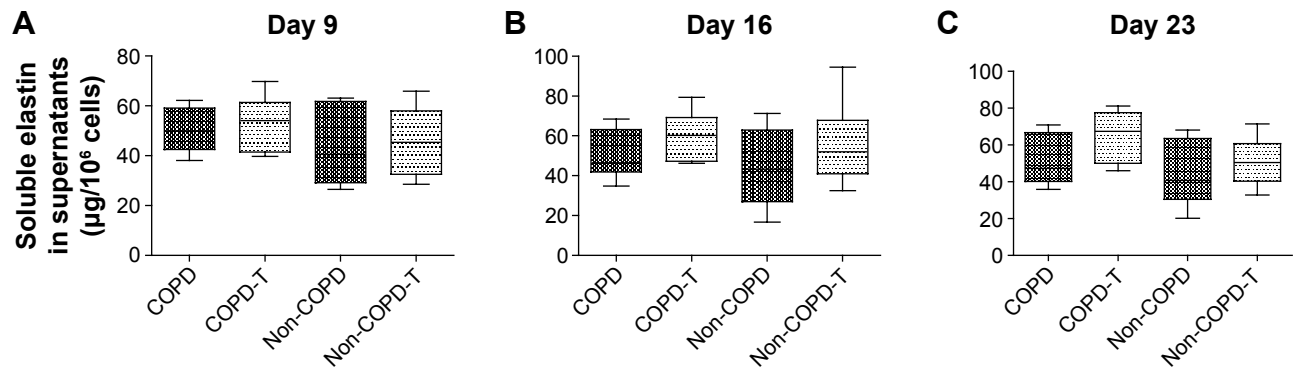 A
Day 9
B
Day 16
C
Day 23
Soluble elastin
in supernatants
(µg/10⁶ cells)
80
60
40
20
0
COPD
COPD-T
Non-COPD
Non-COPD-T
100
80
60
40
20
0
COPD
COPD-T
Non-COPD
Non-COPD-T
100
80
60
40
20
0
COPD
COPD-T
Non-COPD
Non-COPD-T